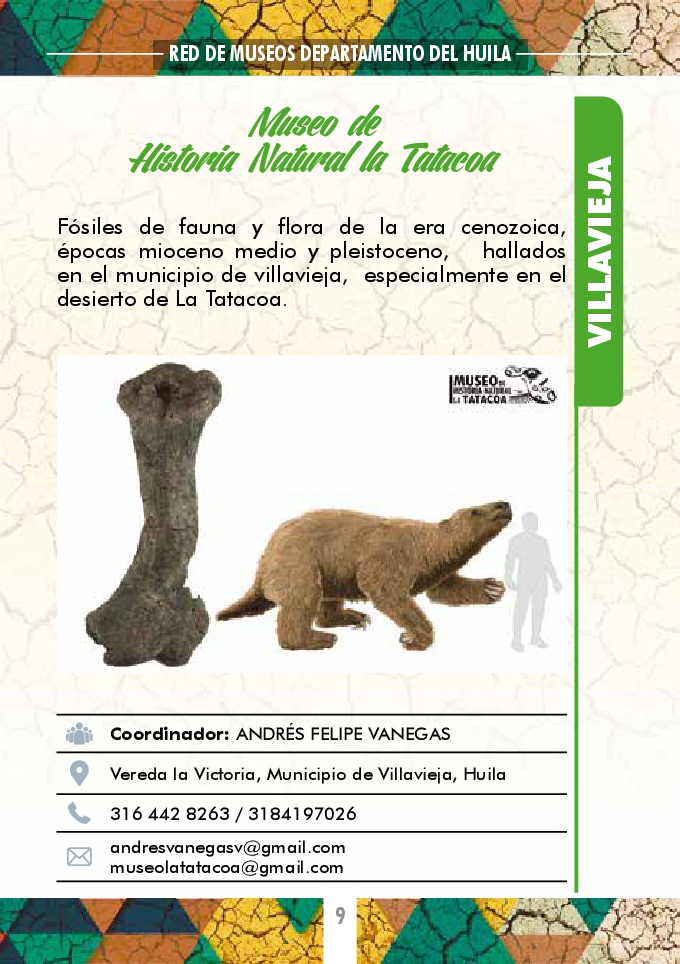 RED DE MUSEOS DEPARTAMENTO DEL HUILA
Museo de
Historia Natural la Tatacoa
VILLAVIEJA
Fósiles de fauna y flora de la era cenozoica,
épocas mioceno medio y pleistoceno, hallados
en el municipio de villavieja, especialmente en el
desierto de La Tatacoa.
MUSEO DE
HISTORIA NATURAL
LA TATACOA
Coordinador: ANDRÉS FELIPE VANEGAS
Vereda la Victoria, Municipio de Villavieja, Huila
316 442 8263 / 3184197026
andresvanegasv@gmail.com
museolatatacoa@gmail.com
9